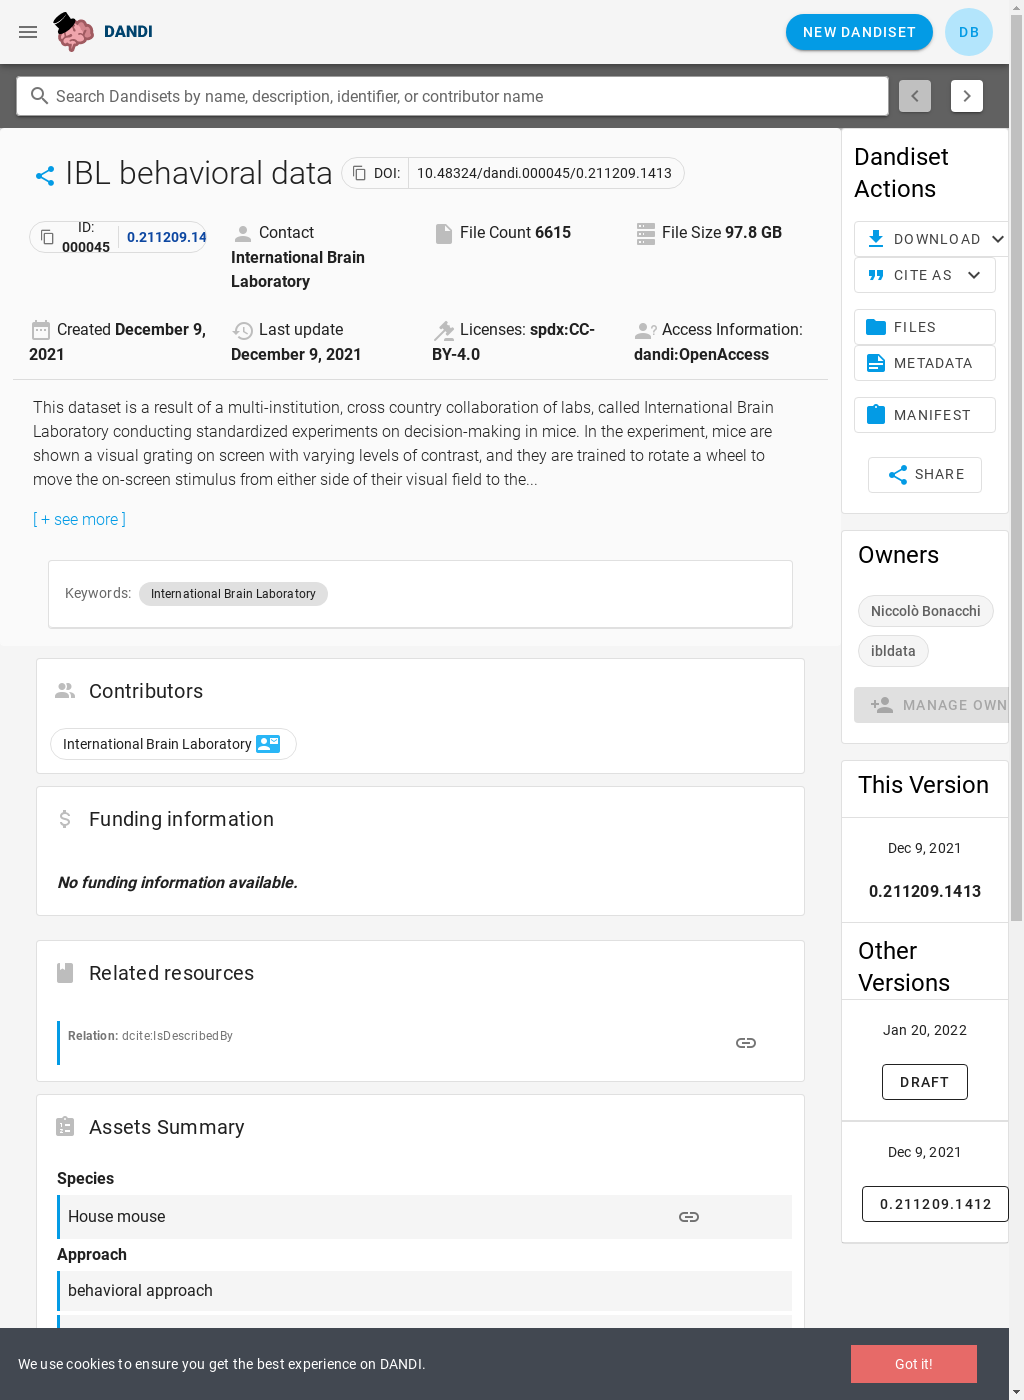 DANDI
NEW DANDISET
DB
Search Dandisets by name, description, identifier, or contributor name
IBL behavioral data
DOI: 10.48324/dandi.000045/0.211209.1413
ID: 000045 0.211209.14
Contact International Brain Laboratory
File Count 6615
File Size 97.8 GB
Created December 9, 2021
Last update December 9, 2021
Licenses: spdx:CC-BY-4.0
Access Information: dandi:OpenAccess
This dataset is a result of a multi-institution, cross country collaboration of labs, called International Brain
Laboratory conducting standardized experiments on decision-making in mice. In the experiment, mice are
shown a visual grating on screen with varying levels of contrast, and they are trained to rotate a wheel to
move the on-screen stimulus from either side of their visual field to the...
[ + see more ]
Keywords: International Brain Laboratory
Contributors
International Brain Laboratory
Funding information
No funding information available.
Related resources
Relation: dcite:IsDescribedBy
Assets Summary
Species
House mouse
Approach
behavioral approach
Dandiset
Actions
DOWNLOAD
CITE AS
FILES
METADATA
MANIFEST
SHARE
Owners
Niccolò Bonacchi
ibldata
MANAGE OWN
This Version
Dec 9, 2021
0.211209.1413
Other
Versions
Jan 20, 2022
DRAFT
Dec 9, 2021
0.211209.1412
We use cookies to ensure you get the best experience on DANDI.
Got it!